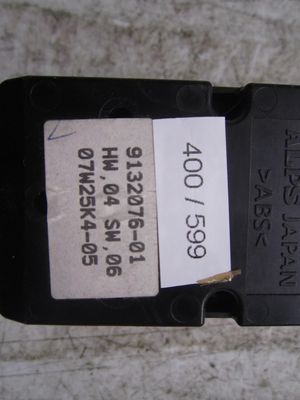 9132076-01
HW,04 SW,06
07W25K4-05
400/599
ALPS JAPAN
>ABS<